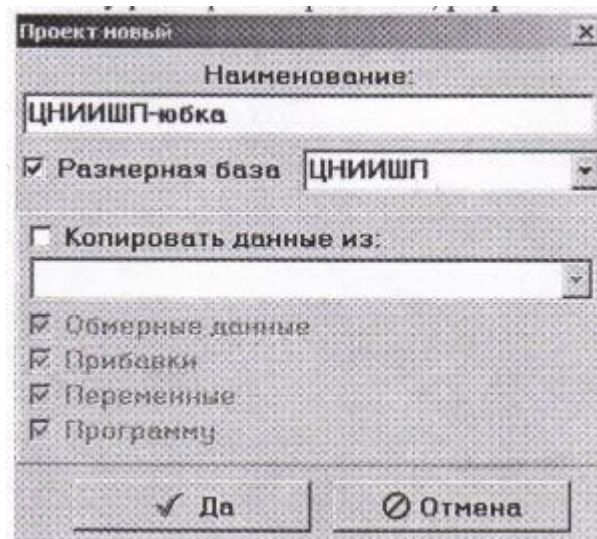 Проект новый
Наименование:
ЦНИИШП-юбка
Размерная база ЦНИИШП
Копировать данные из:
Обмерные данные
Прибавки
Переменные
Программу
Да Отмена